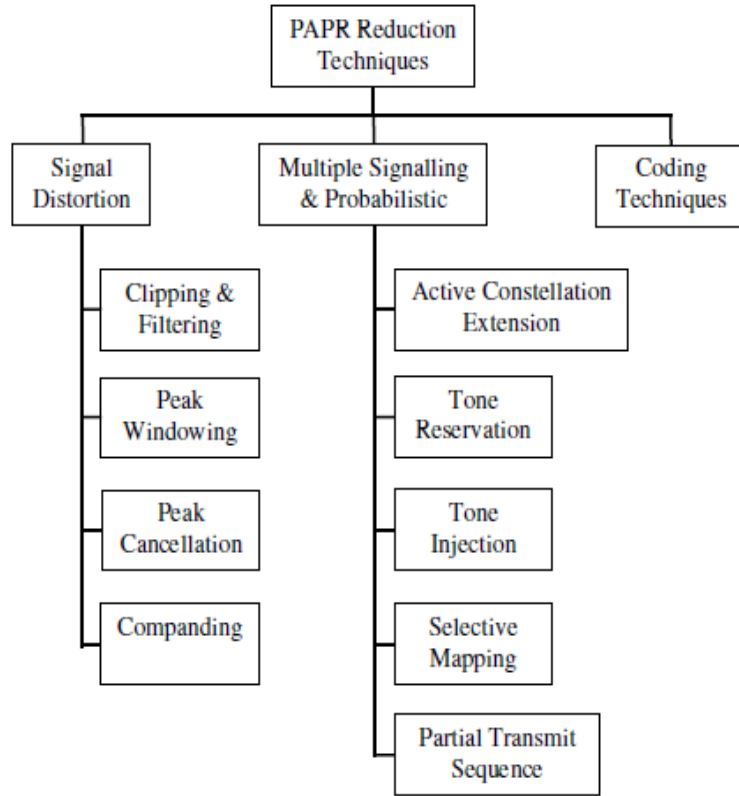 PAPR Reduction
Techniques
Signal
Distortion
Multiple Signalling
& Probabilistic
Coding
Techniques
Clipping &
Filtering
Peak
Windowing
Peak
Cancellation
Companding
Active Constellation
Extension
Tone
Reservation
Tone
Injection
Selective
Mapping
Partial Transmit
Sequence